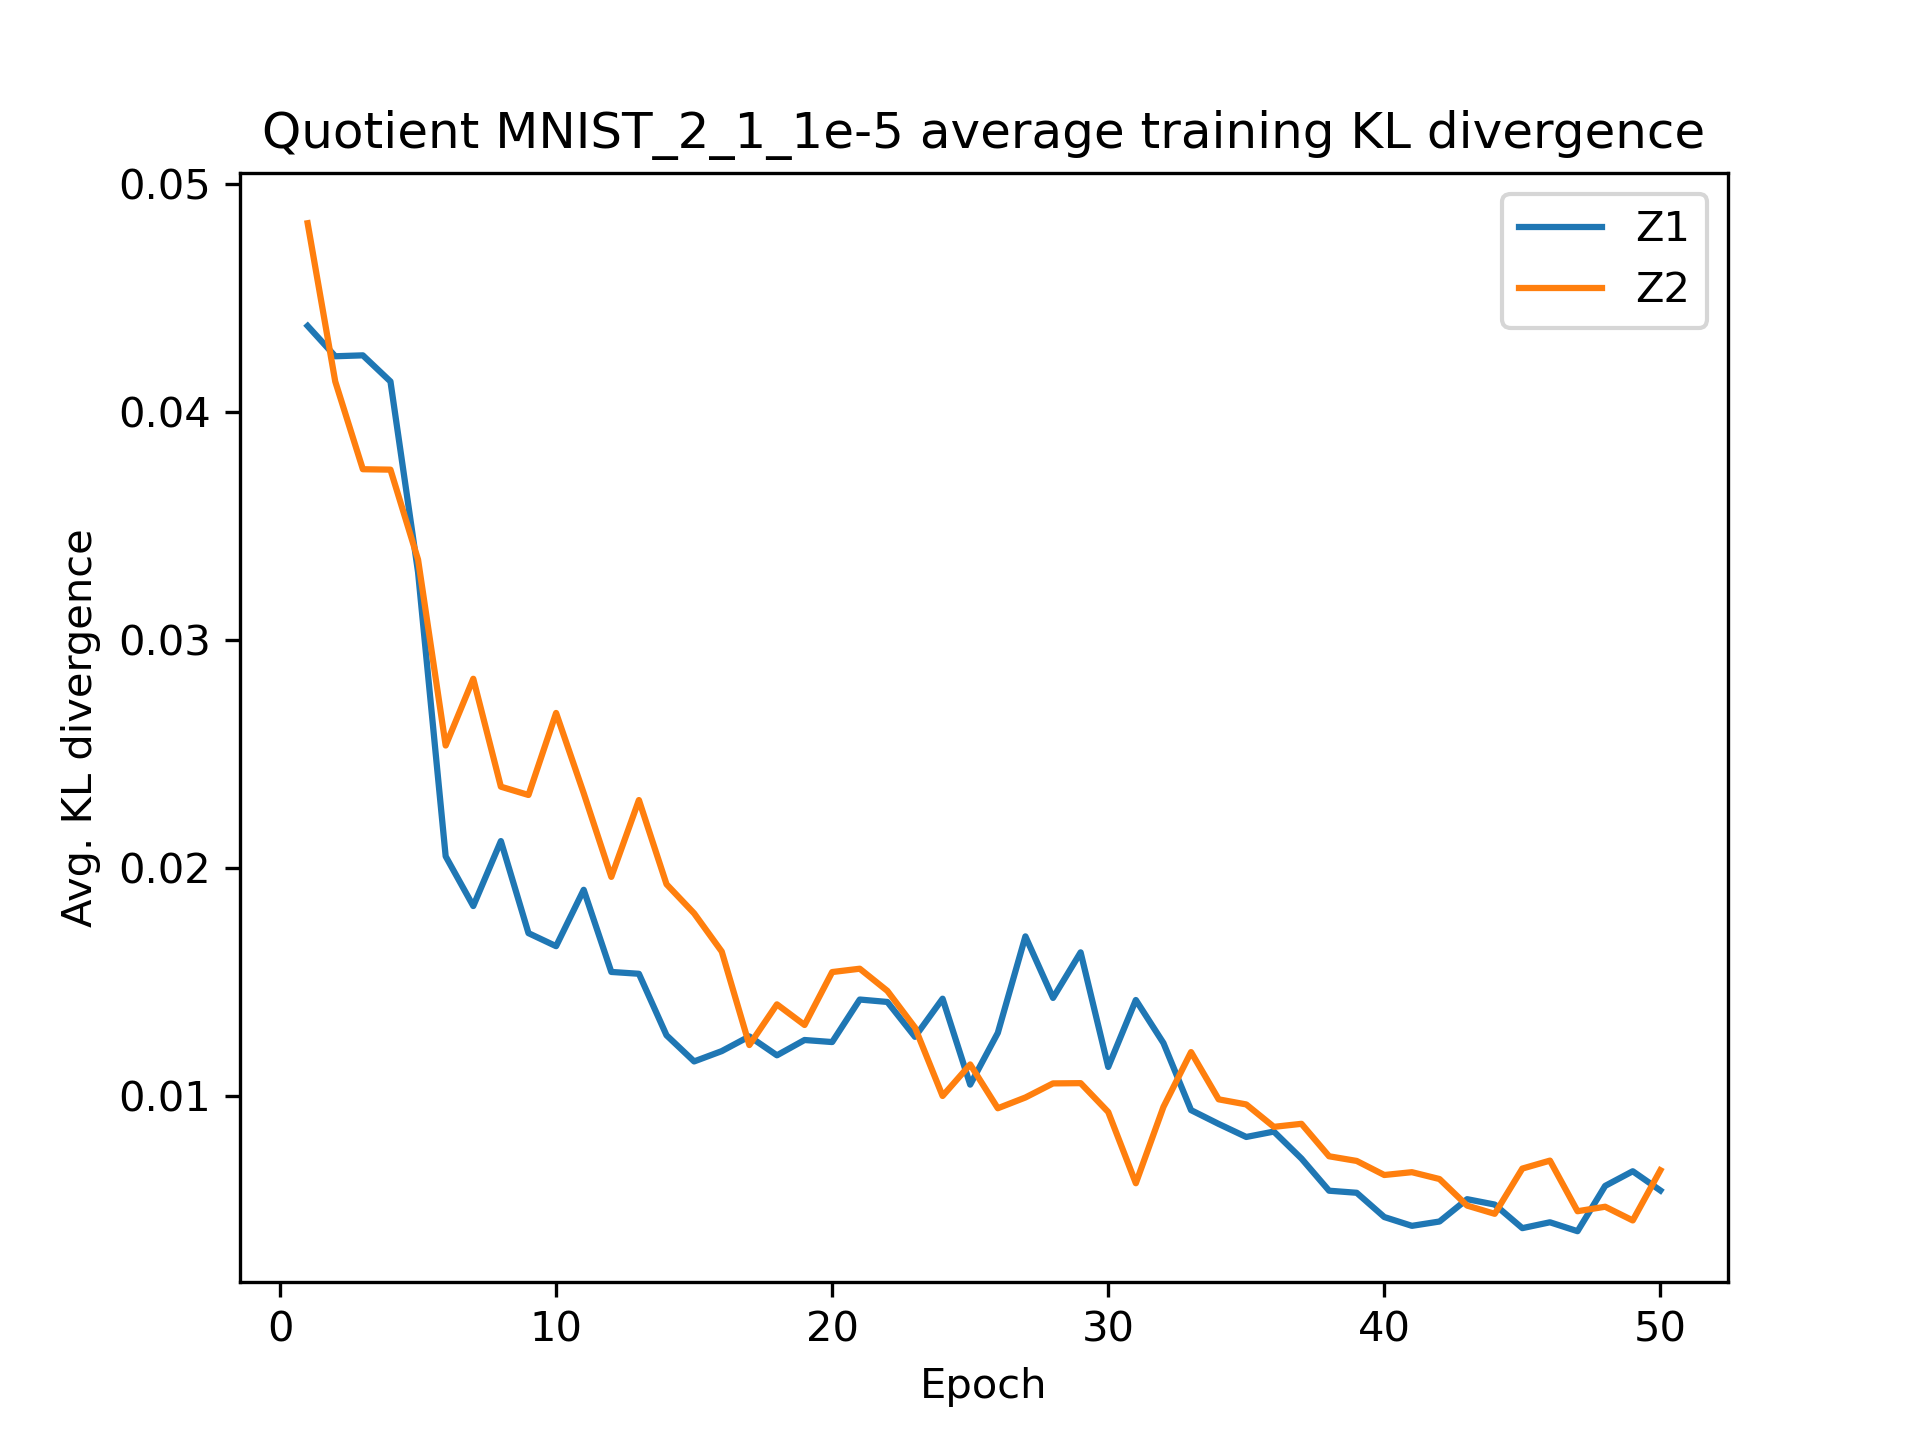 Quotient MNIST_2_1_1e-5 average training KL divergence
Z1
Z2
Avg. KL divergence
0.05
0.04
0.03
0.02
0.01
0 10 20 30 40 50
Epoch